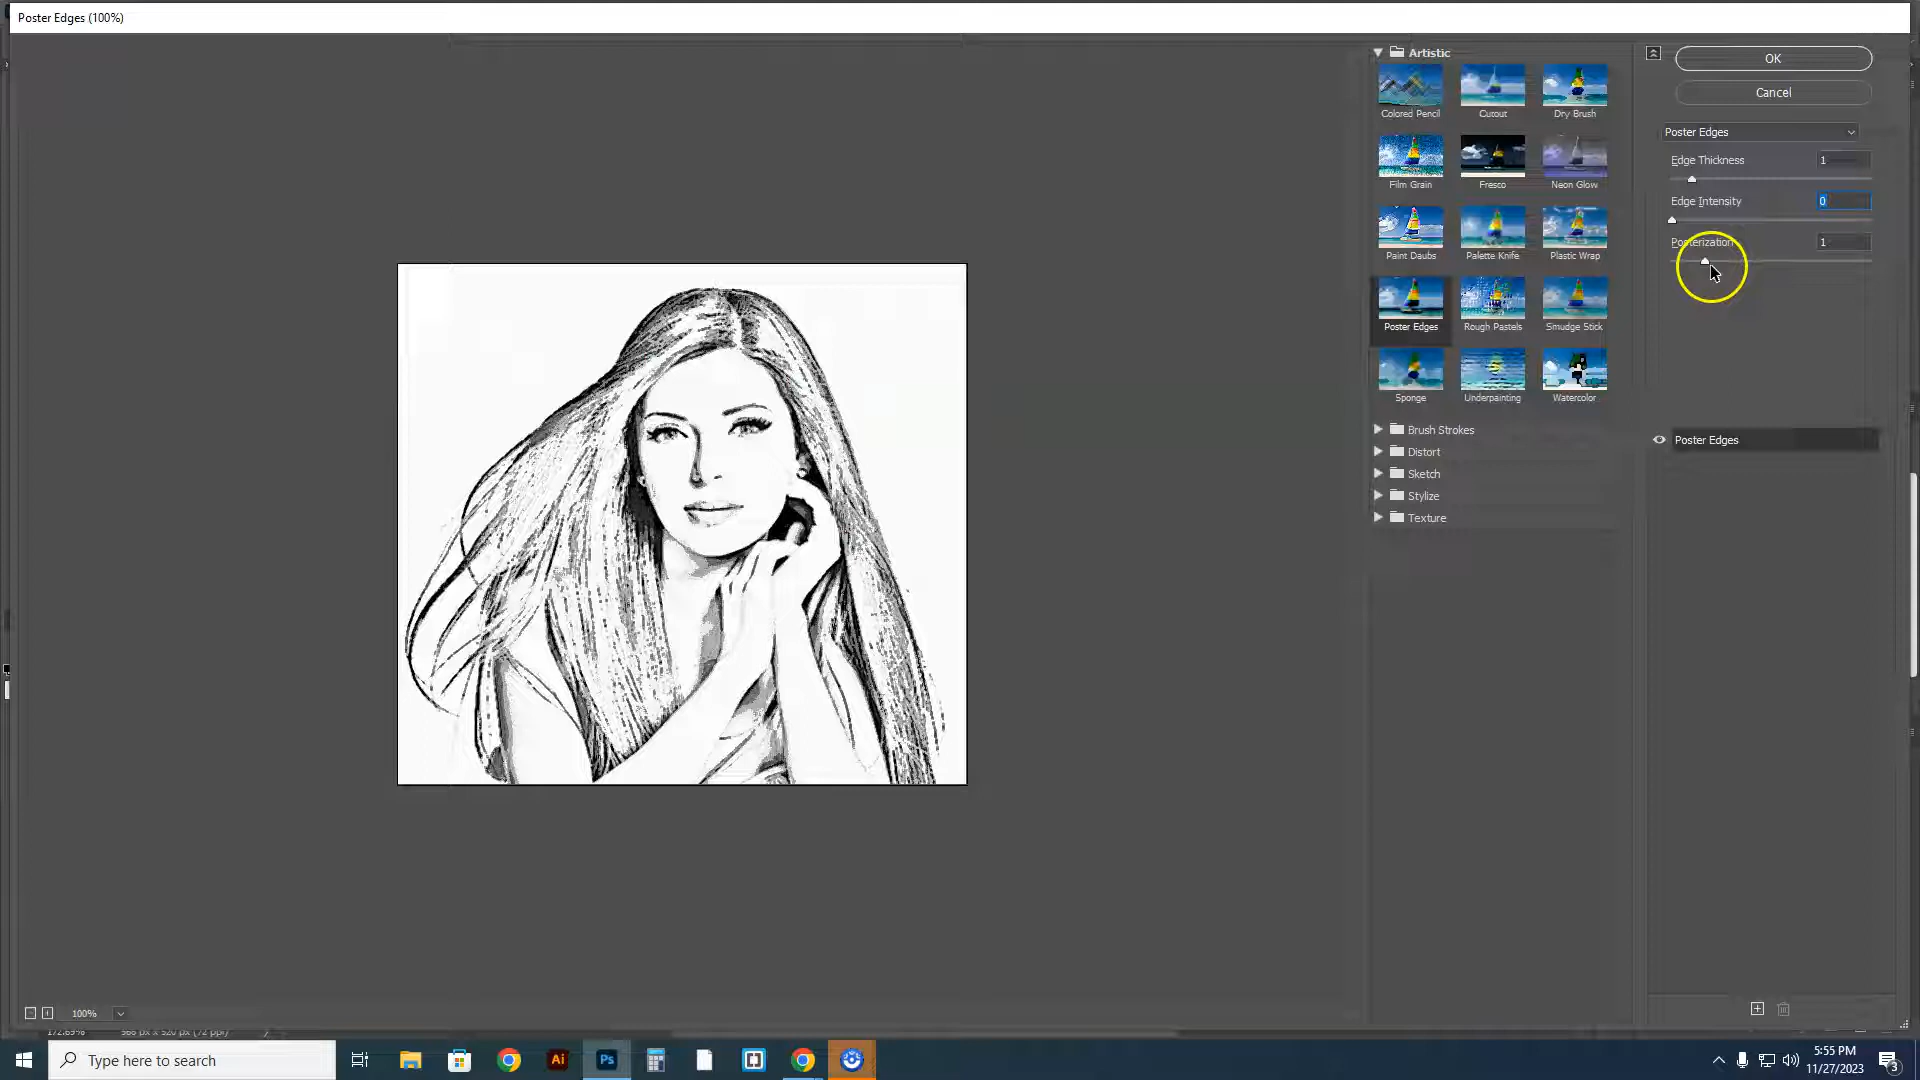 Poster Edges (100%)
Artistic
Colored Pencil
Cutout
Dry Brush
Film Grain
Fresco
Neon Glow
Paint Daubs
Palette Knife
Plastic Wrap
Poster Edges
Rough Pastels
Smudge Stick
Sponge
Underpainting
Watercolor
Brush Strokes
Distort
Sketch
Stylize
Texture
OK
Cancel
Poster Edges
Edge Thickness 1
Edge Intensity 0
Posterization 1
Poster Edges
100%
Type here to search
Ai
Ps
5:55 PM
11/27/2023
3